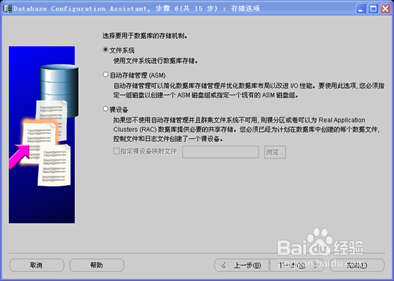 Database Configuration Assistant, 步骤 6(共 15 步) : 存储选项
选择要用于数据库的存储机制。
文件系统
使用文件系统进行数据库存储。
自动存储管理 (ASM)
自动存储管理可以简化数据库存储管理并优化数据库布局以改进 I/O 性能。要使用此选项, 您必须指
定一组磁盘以创建一个 ASM 磁盘组或指定一个现有的 ASM 磁盘组。
裸设备
如果您不使用自动存储管理并且群集文件系统不可用, 则裸分区或卷可以为 Real Application
Clusters (RAC) 数据库提供必要的共享存储。您必须已经为计划在数据库中创建的每个数据文件,
控制文件和日志文件创建了一个裸设备。
指定裸设备映射文件
浏览...
取消
帮助
上一步(B)
下一步
Baidu 经验
jingyan.baidu.com